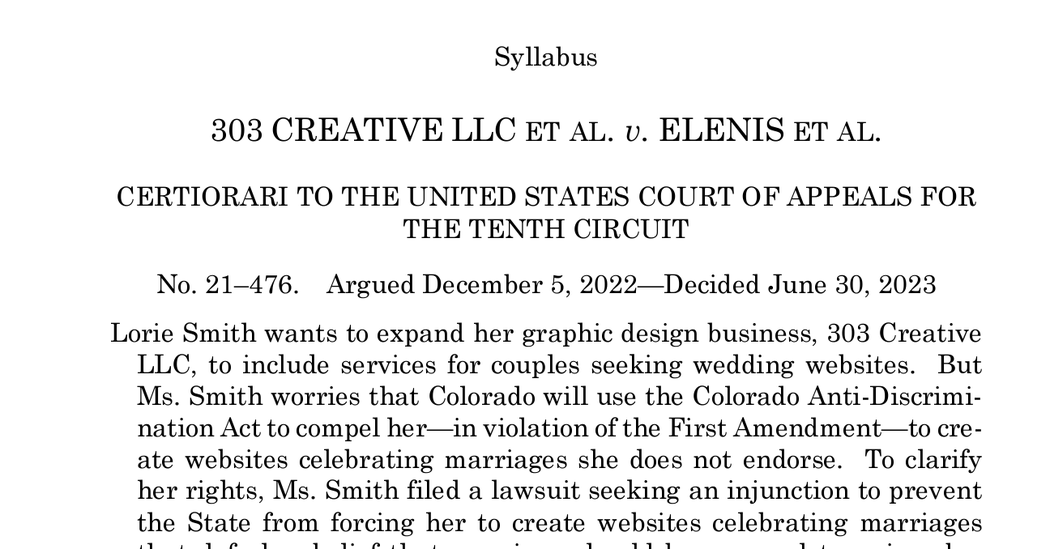 Syllabus
303 CREATIVE LLC ET AL. v. ELENIS ET AL.
CERTIORARI TO THE UNITED STATES COURT OF APPEALS FOR
THE TENTH CIRCUIT
No. 21–476. Argued December 5, 2022—Decided June 30, 2023
Lorie Smith wants to expand her graphic design business, 303 Creative
LLC, to include services for couples seeking wedding websites. But
Ms. Smith worries that Colorado will use the Colorado Anti-Discrimi-
nation Act to compel her—in violation of the First Amendment—to cre-
ate websites celebrating marriages she does not endorse. To clarify
her rights, Ms. Smith filed a lawsuit seeking an injunction to prevent
the State from forcing her to create websites celebrating marriages